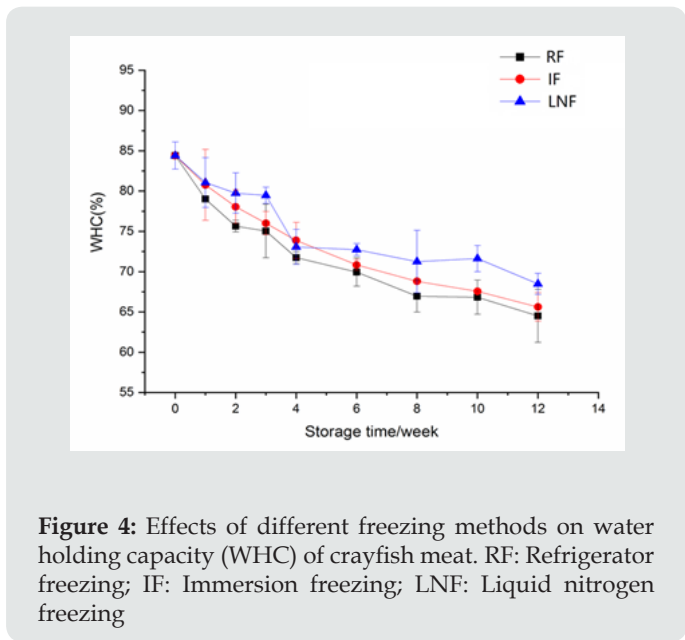 RF
IF
LNF
95
90
85
80
75
70
65
60
55
WHC(%)
0 2 4 6 8 10 12 14
Storage time/week
Figure 4: Effects of different freezing methods on water
holding capacity (WHC) of crayfish meat. RF: Refrigerator
freezing; IF: Immersion freezing; LNF: Liquid nitrogen
freezing